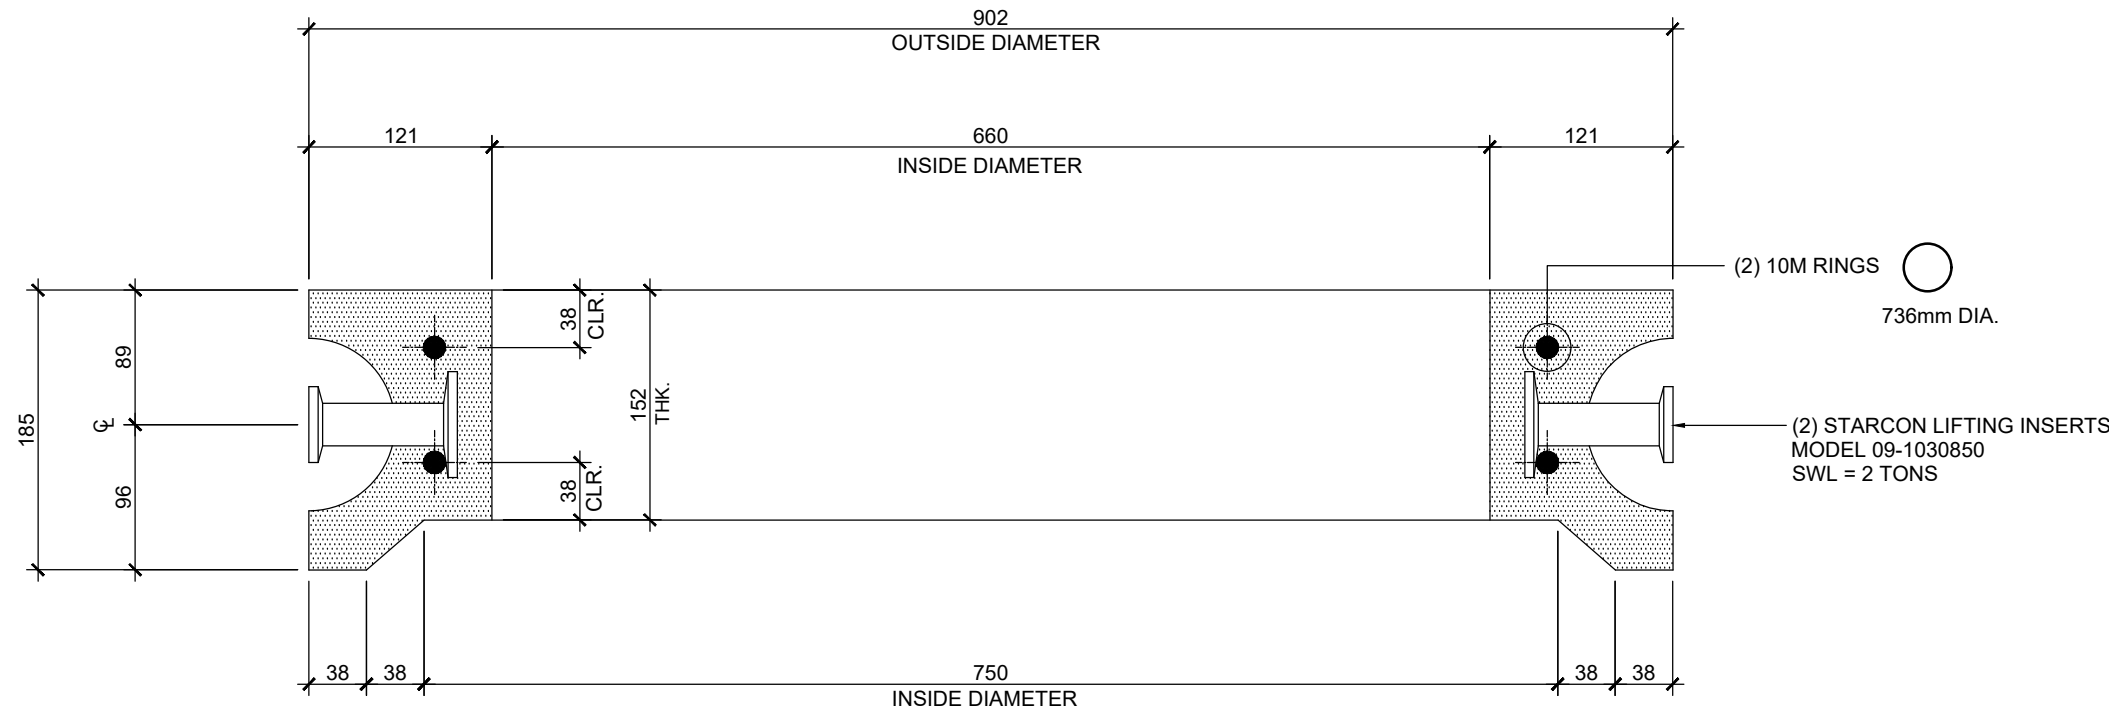 902
OUTSIDE DIAMETER
121
660
121
INSIDE DIAMETER
(2) 10M RINGS
736mm DIA.
38
CLR.
89
152
THK.
185
℄
(2) STARCON LIFTING INSERTS
MODEL 09-1030850
SWL = 2 TONS
96
38
CLR.
38
38
750
38
38
INSIDE DIAMETER